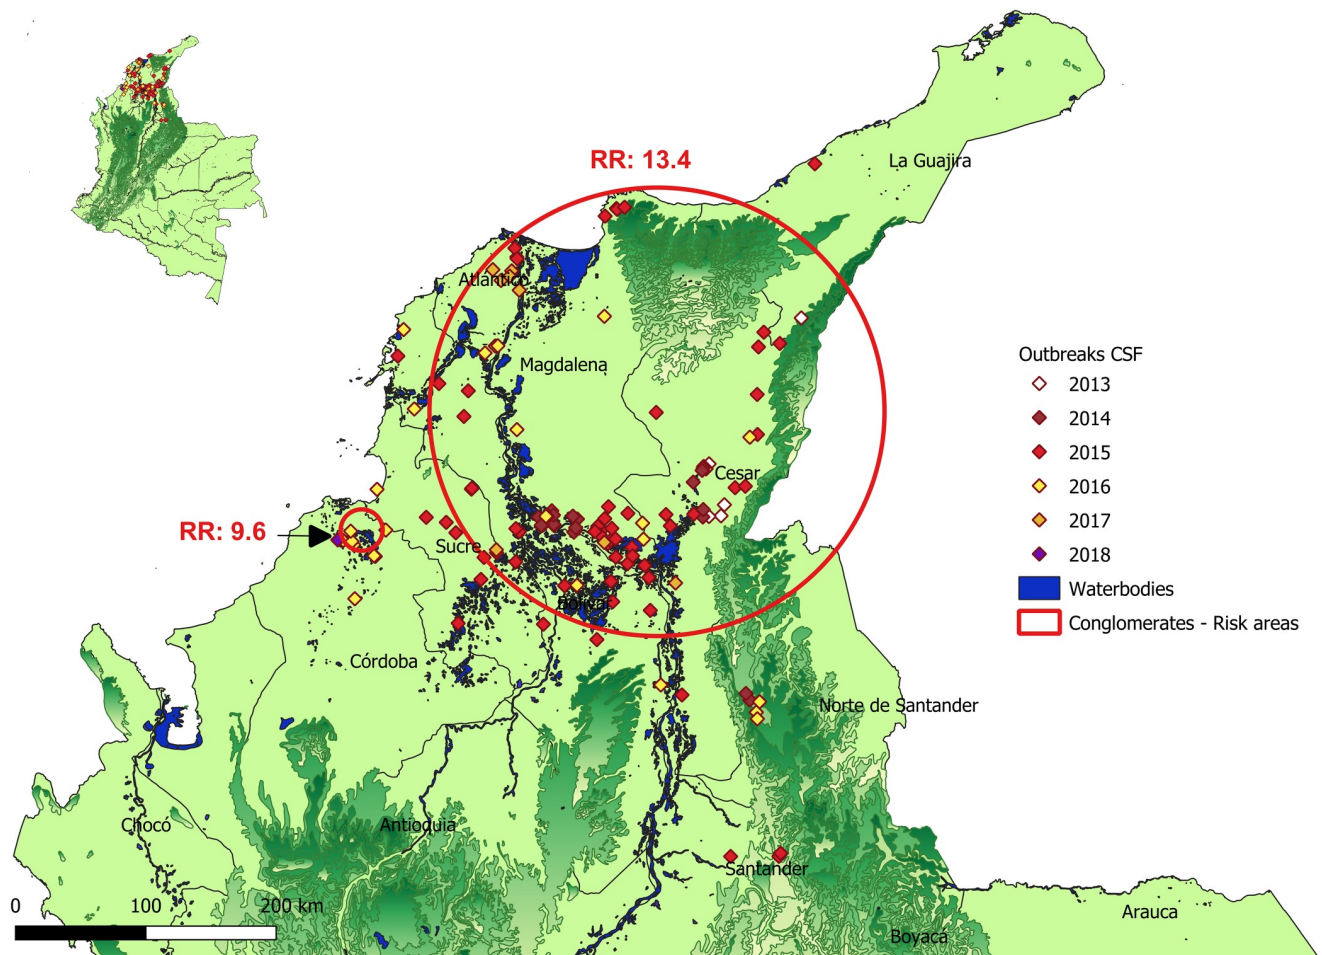 RR: 13.4
La Guajira
Atlántico
Magdalena
Outbreaks CSF
2013
2014
2015
2016
2017
2018
Waterbodies
Conglomerates - Risk areas
Cesar
RR: 9.6
Sucre
Bolívar
Córdoba
Norte de Santander
Chocó
Antioquia
Santander
0 100 200 km
Arauca
Boyacá